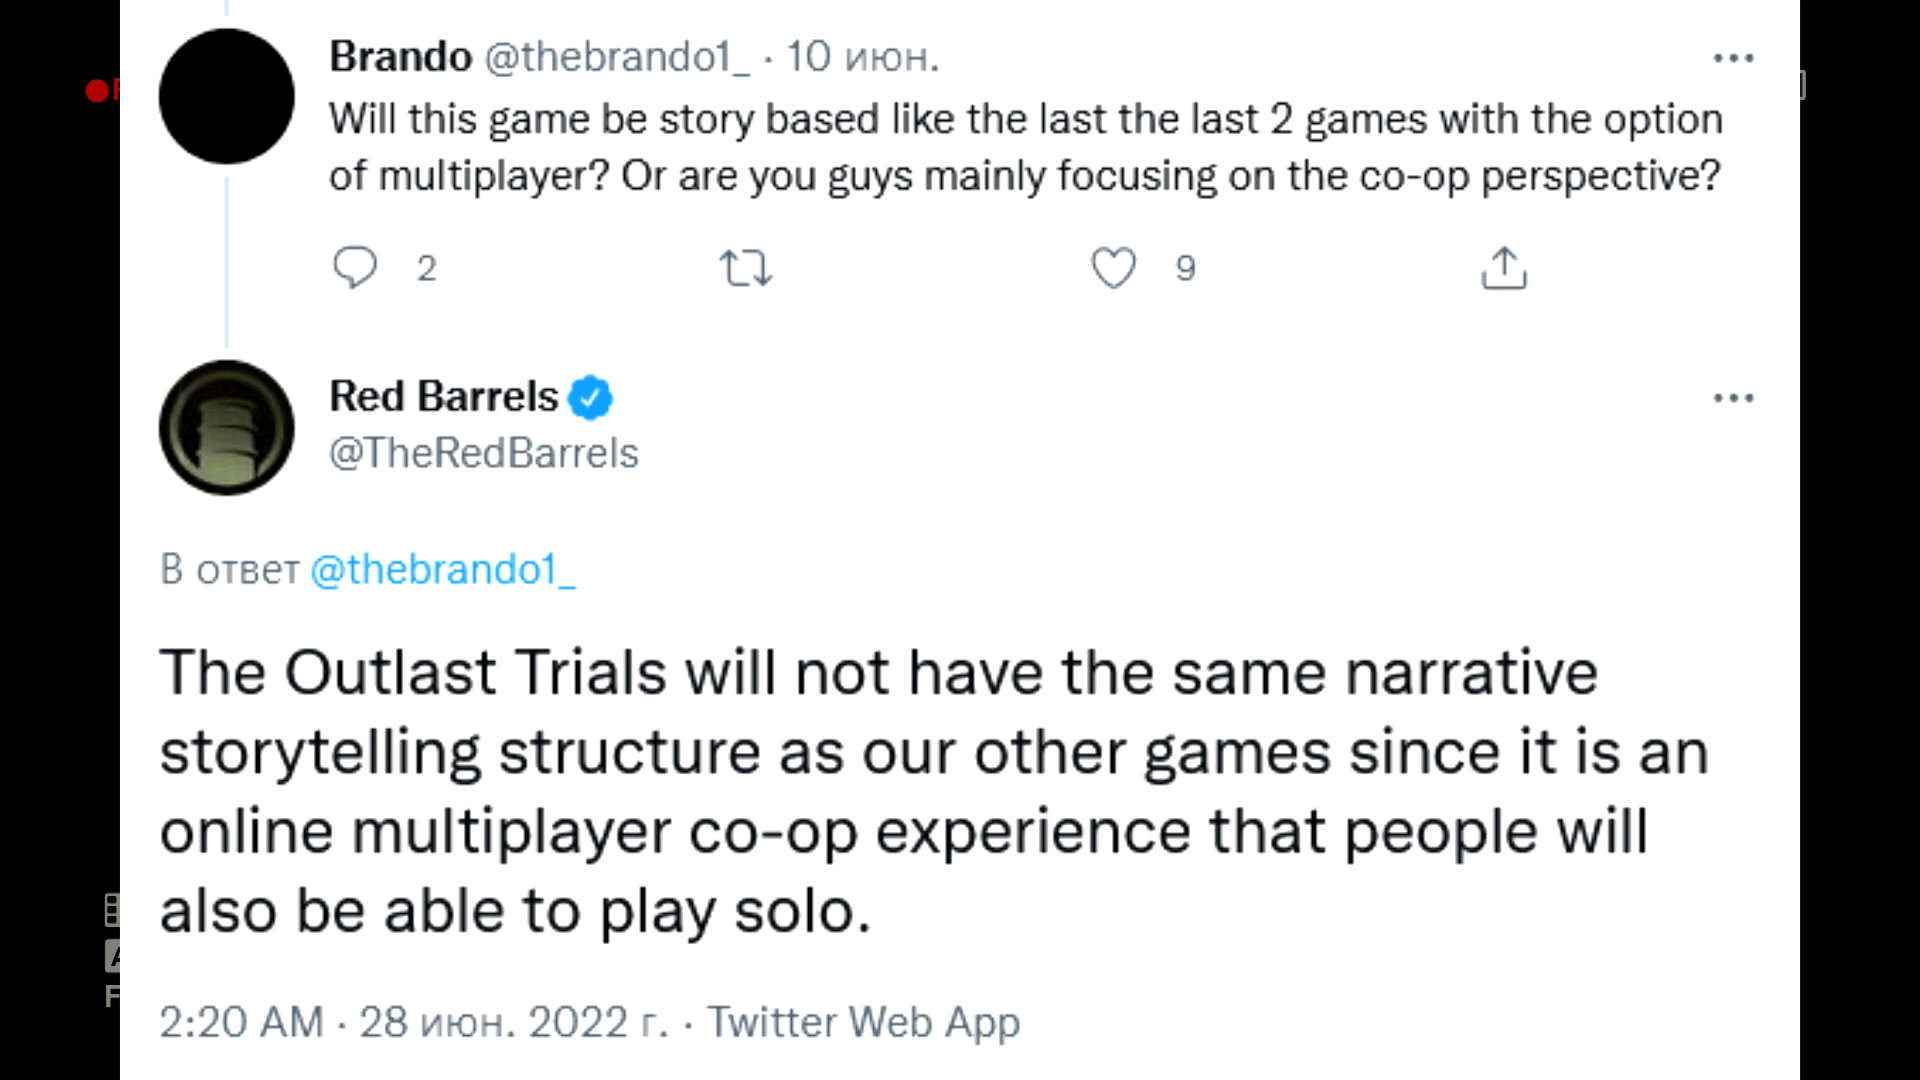 Brando @thebrando1_ · 10 июн.
Will this game be story based like the last the last 2 games with the option
of multiplayer? Or are you guys mainly focusing on the co-op perspective?
2 9
Red Barrels
@TheRedBarrels
В ответ @thebrando1_
The Outlast Trials will not have the same narrative
storytelling structure as our other games since it is an
online multiplayer co-op experience that people will
also be able to play solo.
2:20 AM · 28 июн. 2022 г. · Twitter Web App